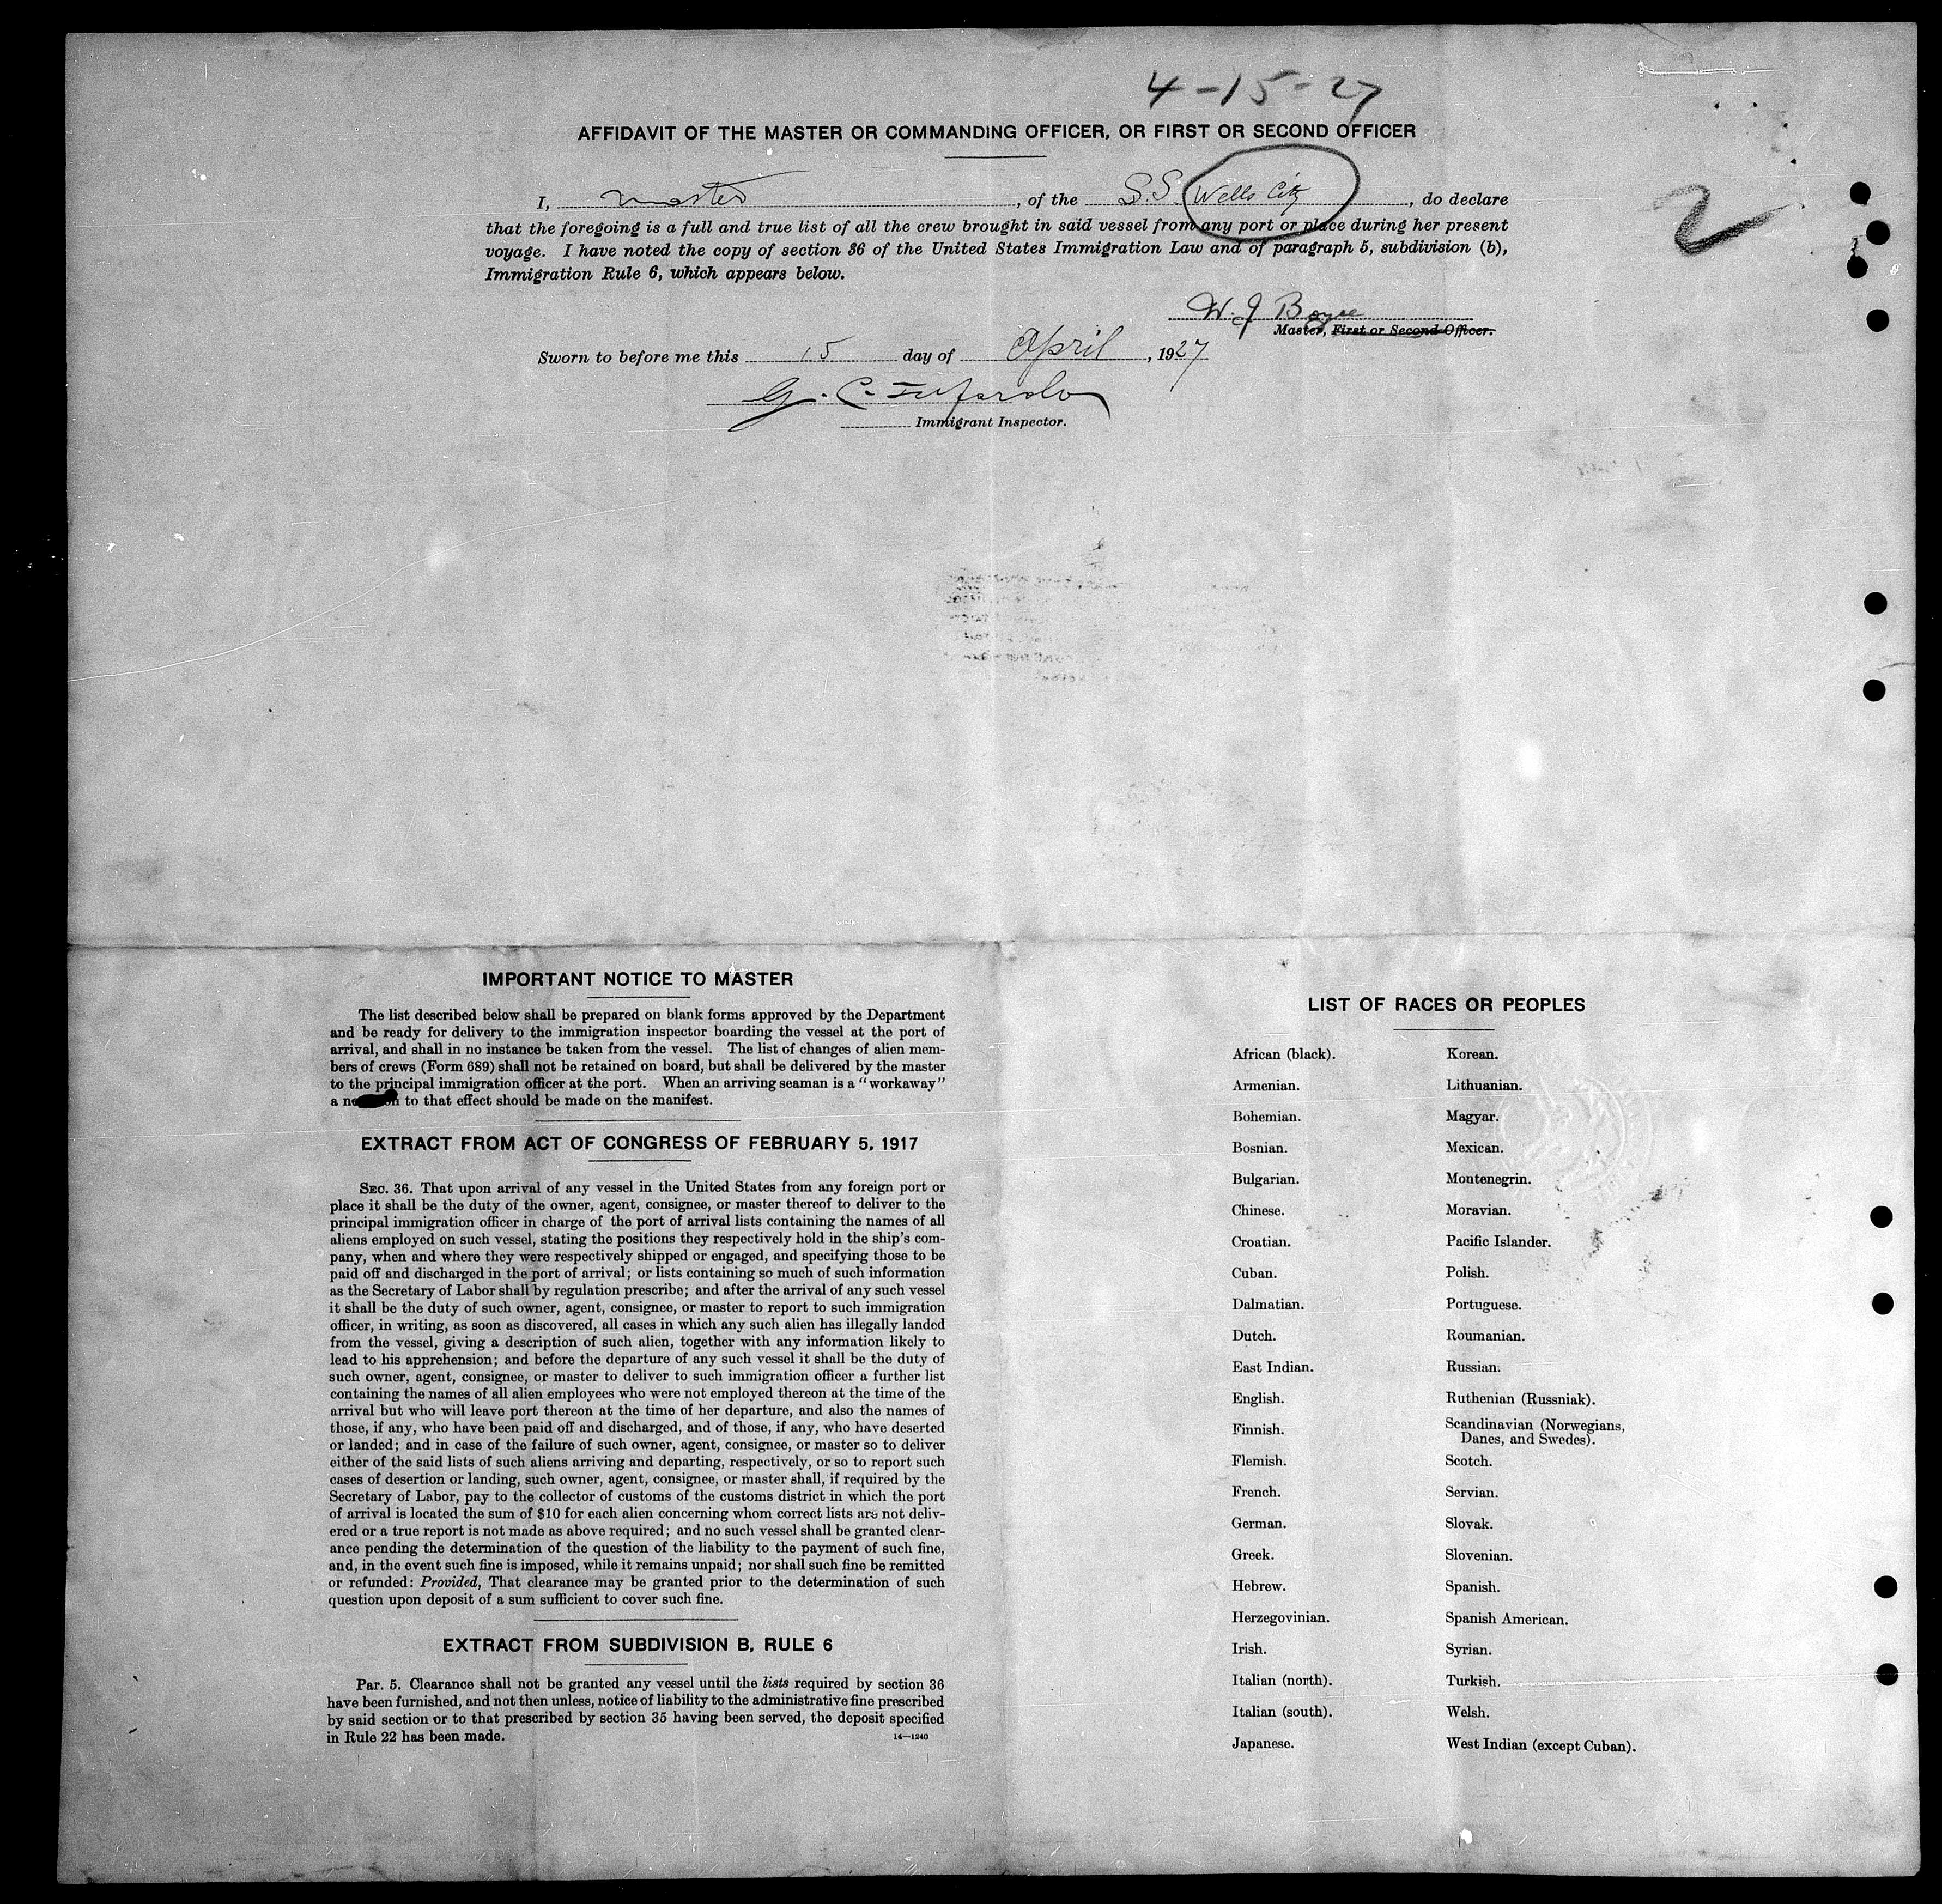 4-15-27
AFFIDAVIT OF THE MASTER OR COMMANDING OFFICER, OR FIRST OR SECOND OFFICER
I, master, of the S.S. Wells City, do declare
that the foregoing is a full and true list of all the crew brought in said vessel from any port or place during her present
voyage. I have noted the copy of section 36 of the United States Immigration Law and of paragraph 5, subdivision (b),
Immigration Rule 6, which appears below.
2
W. J Boyce
Master, First or Second Officer.
Sworn to before me this 15 day of April, 1927
G. C.
Immigrant Inspector.
IMPORTANT NOTICE TO MASTER
The list described below shall be prepared on blank forms approved by the Department
and be ready for delivery to the immigration inspector boarding the vessel at the port of
arrival, and shall in no instance be taken from the vessel. The list of changes of alien mem-
bers of crews (Form 689) shall not be retained on board, but shall be delivered by the master
to the principal immigration officer at the port. When an arriving seaman is a "workaway"
a to that effect should be made on the manifest.
EXTRACT FROM ACT OF CONGRESS OF FEBRUARY 5, 1917
SEC. 36. That upon arrival of any vessel in the United States from any foreign port or
place it shall be the duty of the owner, agent, consignee, or master thereof to deliver to the
principal immigration officer in charge of the port of arrival lists containing the names of all
aliens employed on such vessel, stating the positions they respectively hold in the ship's com-
pany, when and where they were respectively shipped or engaged, and specifying those to be
paid off and discharged in the port of arrival; or lists containing so much of such information
as the Secretary of Labor shall by regulation prescribe; and after the arrival of any such vessel
it shall be the duty of such owner, agent, consignee, or master to report to such immigration
officer, in writing, as soon as discovered, all cases in which any such alien has illegally landed
from the vessel, giving a description of such alien, together with any information likely to
lead to his apprehension; and before the departure of any such vessel it shall be the duty of
such owner, agent, consignee, or master to deliver to such immigration officer a further list
containing the names of all alien employees who were not employed thereon at the time of the
arrival but who will leave port thereon at the time of her departure, and also the names of
those, if any, who have been paid off and discharged, and of those, if any, who have deserted
or landed; and in case of the failure of such owner, agent, consignee, or master so to deliver
either of the said lists of such aliens arriving and departing, respectively, or so to report such
cases of desertion or landing, such owner, agent, consignee, or master shall, if required by the
Secretary of Labor, pay to the collector of customs of the customs district in which the port
of arrival is located the sum of $10 for each alien concerning whom correct lists are not deliv-
ered or a true report is not made as above required; and no such vessel shall be granted clear-
ance pending the determination of the question of the liability to the payment of such fine,
and, in the event such fine is imposed, while it remains unpaid; nor shall such fine be remitted
or refunded: Provided, That clearance may be granted prior to the determination of such
question upon deposit of a sum sufficient to cover such fine.
EXTRACT FROM SUBDIVISION B, RULE 6
Par. 5. Clearance shall not be granted any vessel until the lists required by section 36
have been furnished, and not then unless, notice of liability to the administrative fine prescribed
by said section or to that prescribed by section 35 having been served, the deposit specified
in Rule 22 has been made.
14—1240
LIST OF RACES OR PEOPLES
African (black).
Armenian.
Bohemian.
Bosnian.
Bulgarian.
Chinese.
Croatian.
Cuban.
Dalmatian.
Dutch.
East Indian.
English.
Finnish.
Flemish.
French.
German.
Greek.
Hebrew.
Herzegovinian.
Irish.
Italian (north).
Italian (south).
Japanese.
Korean.
Lithuanian.
Magyar.
Mexican.
Montenegrin.
Moravian.
Pacific Islander.
Polish.
Portuguese.
Roumanian.
Russian.
Ruthenian (Russniak).
Scandinavian (Norwegians,
Danes, and Swedes).
Scotch.
Servian.
Slovak.
Slovenian.
Spanish.
Spanish American.
Syrian.
Turkish.
Welsh.
West Indian (except Cuban).